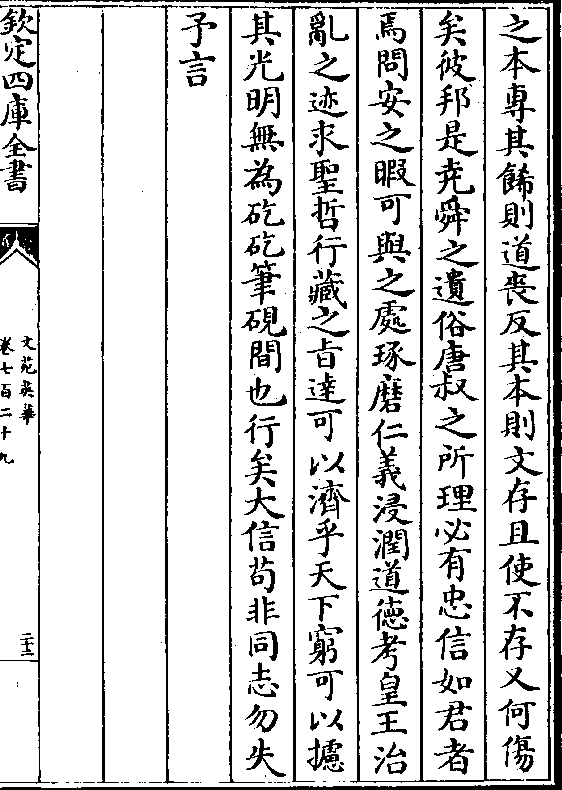 之本專其餙則道喪反其本則文存且使不存又何傷
矣彼邦是尭舜之遺俗唐叔之所理必有忠信如君者
焉問安之暇可與之處琢磨仁義浸潤道徳考皇王治
亂之迹求聖哲行藏之㫖達可以濟乎天下窮可以攄
其光明無為矻矻筆硯間也行矣大信茍非同志勿失
予言
欽定四庫全書
文苑英華
卷七百二十九
二十三